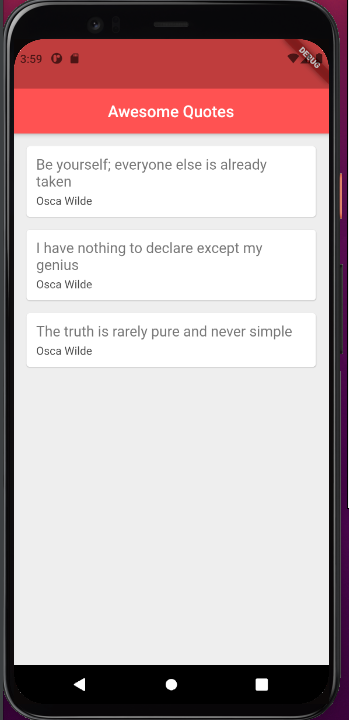 3:59
DEBUG
Awesome Quotes
Be yourself; everyone else is already
taken
Osca Wilde
I have nothing to declare except my
genius
Osca Wilde
The truth is rarely pure and never simple
Osca Wilde